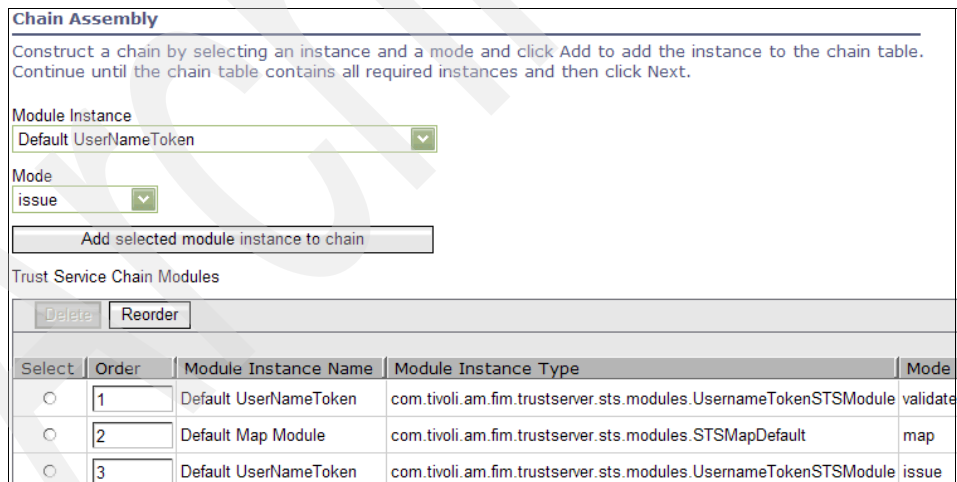 Chain Assembly
Construct a chain by selecting an instance and a mode and click Add to add the instance to the chain table.
Continue until the chain table contains all required instances and then click Next.
Module Instance
Default UserNameToken
Mode
issue
Add selected module instance to chain
Trust Service Chain Modules
Delete Reorder
Select Order Module Instance Name Module Instance Type Mode
1 Default UserNameToken com.tivoli.am.fim.trustserver.sts.modules.UsernameTokenSTSModule validate
2 Default Map Module com.tivoli.am.fim.trustserver.sts.modules.STSMapDefault map
3 Default UserNameToken com.tivoli.am.fim.trustserver.sts.modules.UsernameTokenSTSModule issue